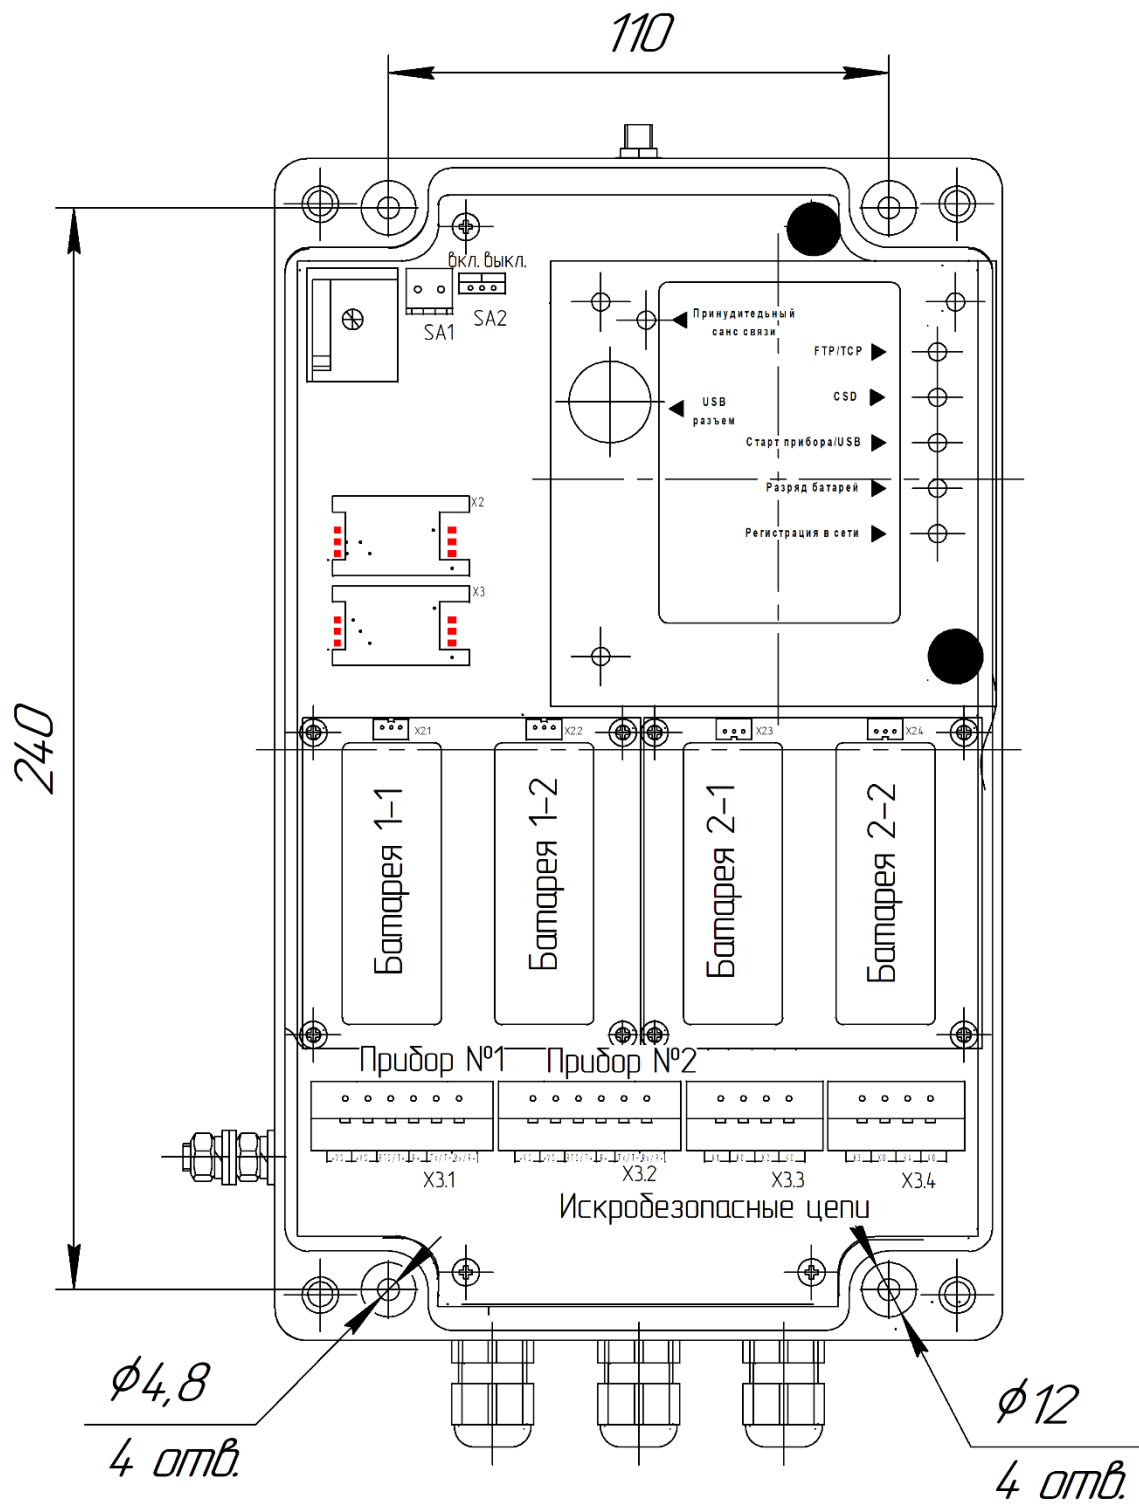 110
вкл. выкл.
SA1
SA2
Принудительный
санс связи
FTP/TCP
CSD
USB
разъем
Старт прибора/USB
Разряд батарей
Регистрация в сети
X2
X3
240
X2.1
X2.2
X2.3
X2.4
Батарея 1-1
Батарея 1-2
Батарея 2-1
Батарея 2-2
Прибор №1
Прибор №2
X3.1
X3.2
X3.3
X3.4
Искробезопасные цепи
ϕ4,8
4 отв.
ϕ12
4 отв.